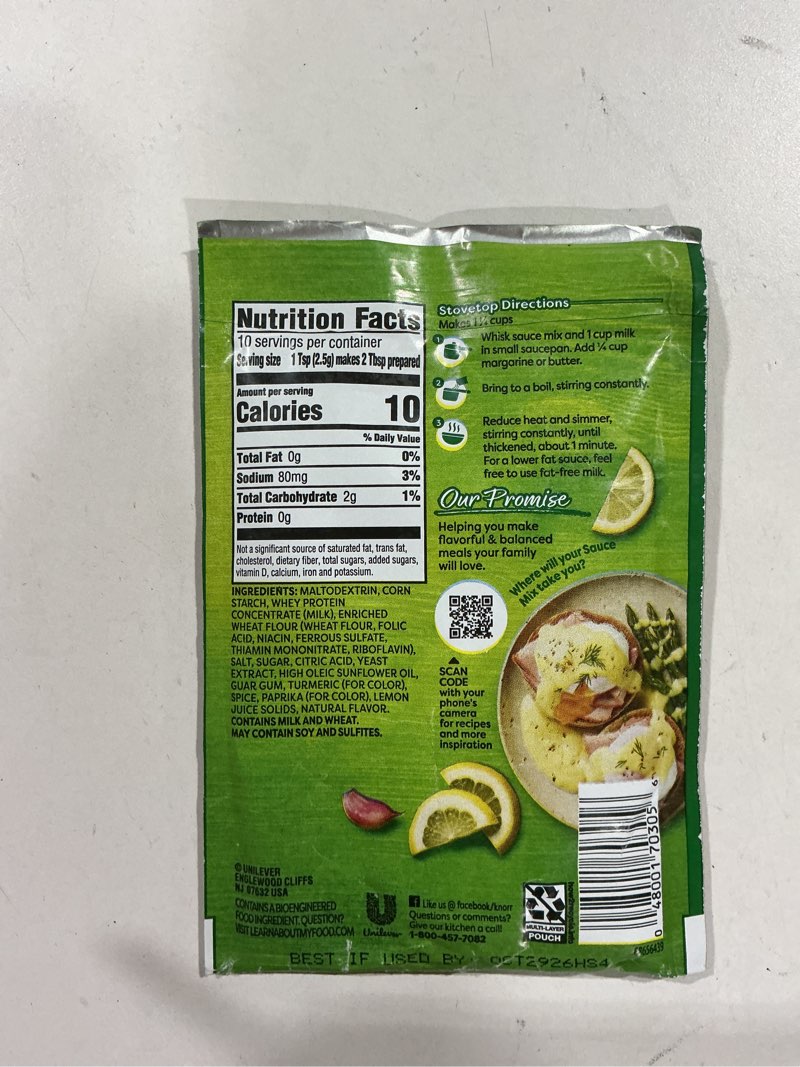 Nutrition Facts
10 servings per container
Serving size 1 Tsp (2.5g) makes 2 Tbsp prepared
Amount per serving
Calories 10
% Daily Value
Total Fat 0g 0%
Sodium 80mg 3%
Total Carbohydrate 2g 1%
Protein 0g
Not a significant source of saturated fat, trans fat,
cholesterol, dietary fiber, total sugars, added sugars,
vitamin D, calcium, iron and potassium.
INGREDIENTS: MALTODEXTRIN, CORN
STARCH, WHEY PROTEIN
CONCENTRATE (MILK), ENRICHED
WHEAT FLOUR (WHEAT FLOUR, FOLIC
ACID, NIACIN, FERROUS SULFATE,
THIAMIN MONONITRATE, RIBOFLAVIN),
SALT, SUGAR, CITRIC ACID, YEAST
EXTRACT, HIGH OLEIC SUNFLOWER OIL,
GUAR GUM, TURMERIC (FOR COLOR),
SPICE, PAPRIKA (FOR COLOR), LEMON
JUICE SOLIDS, NATURAL FLAVOR.
CONTAINS MILK AND WHEAT.
MAY CONTAIN SOY AND SULFITES.
Stovetop Directions
Makes 1¼ cups
1
Whisk sauce mix and 1 cup milk
in small saucepan. Add ¼ cup
margarine or butter.
2
Bring to a boil, stirring constantly.
3
Reduce heat and simmer,
stirring constantly, until
thickened, about 1 minute.
For a lower fat sauce, feel
free to use fat-free milk.
Our Promise
Helping you make
flavorful & balanced
meals your family
will love.
Where will your Sauce
Mix take you?
SCAN
CODE
with your
phone's
camera
for recipes
and more
inspiration
© UNILEVER
ENGLEWOOD CLIFFS
NJ 07632 USA
CONTAINS A BIOENGINEERED
FOOD INGREDIENT. QUESTION?
VISIT LEARNABOUTMYFOOD.COM
Unilever
Like us @ facebook/knorr
Questions or comments?
Give our kitchen a call!
1-800-457-7082
MULTI-LAYER
POUCH
0 48001 70305 6
BEST IF USED BY OCT2926HS4